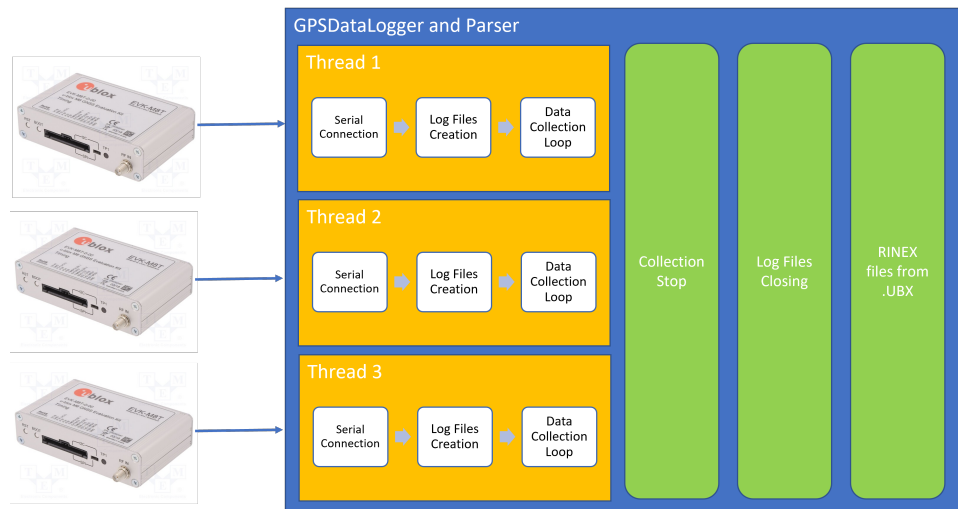 GPSDataLogger and Parser
Thread 1
Serial
Connection
Log Files
Creation
Data
Collection
Loop
Thread 2
Serial
Connection
Log Files
Creation
Data
Collection
Loop
Thread 3
Serial
Connection
Log Files
Creation
Data
Collection
Loop
Collection
Stop
Log Files
Closing
RINEX
files from
.UBX
blox
EVK-M8T
blox
EVK-M8T
blox
EVK-M8T